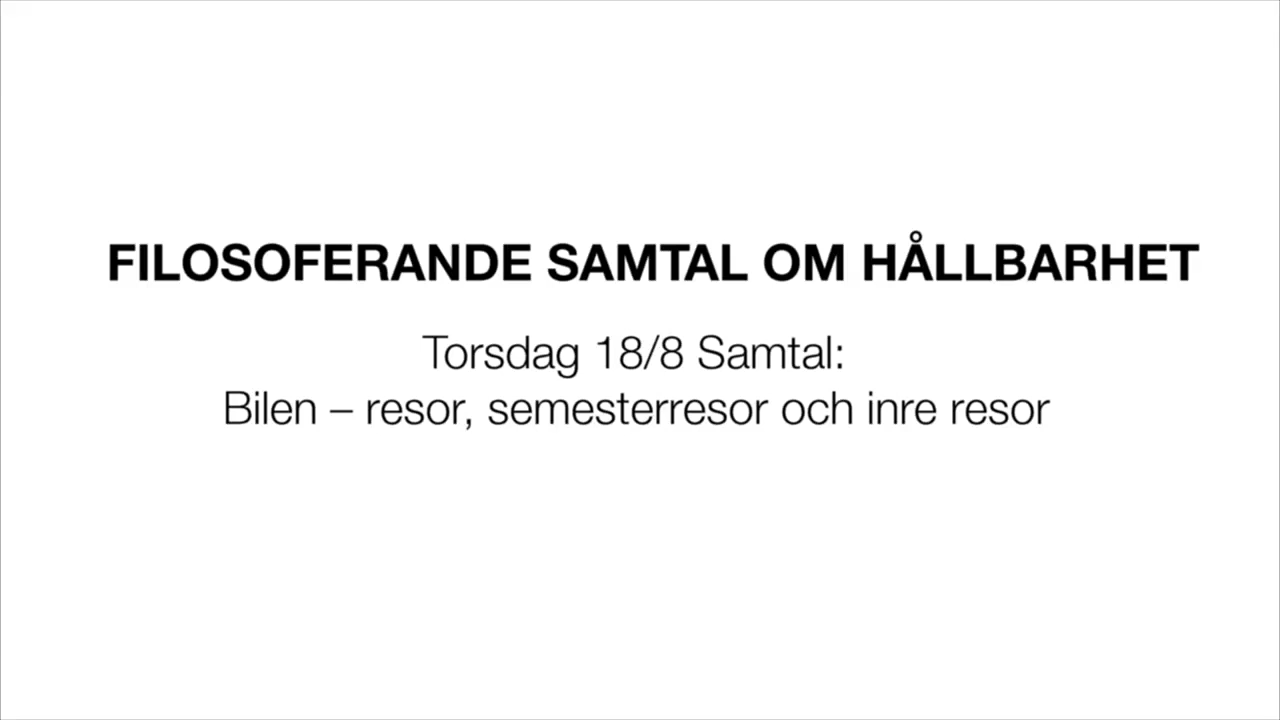 FILOSOFERANDE SAMTAL OM HÅLLBARHET
Torsdag 18/8 Samtal:
Bilen – resor, semesterresor och inre resor